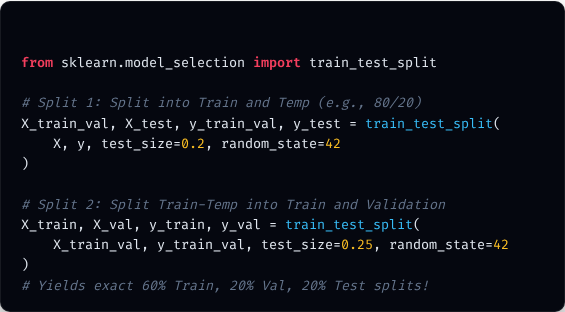 from sklearn.model_selection import train_test_split
# Split 1: Split into Train and Temp (e.g., 80/20)
X_train_val, X_test, y_train_val, y_test = train_test_split(
    X, y, test_size=0.2, random_state=42
)
# Split 2: Split Train-Temp into Train and Validation
X_train, X_val, y_train, y_val = train_test_split(
    X_train_val, y_train_val, test_size=0.25, random_state=42
)
# Yields exact 60% Train, 20% Val, 20% Test splits!